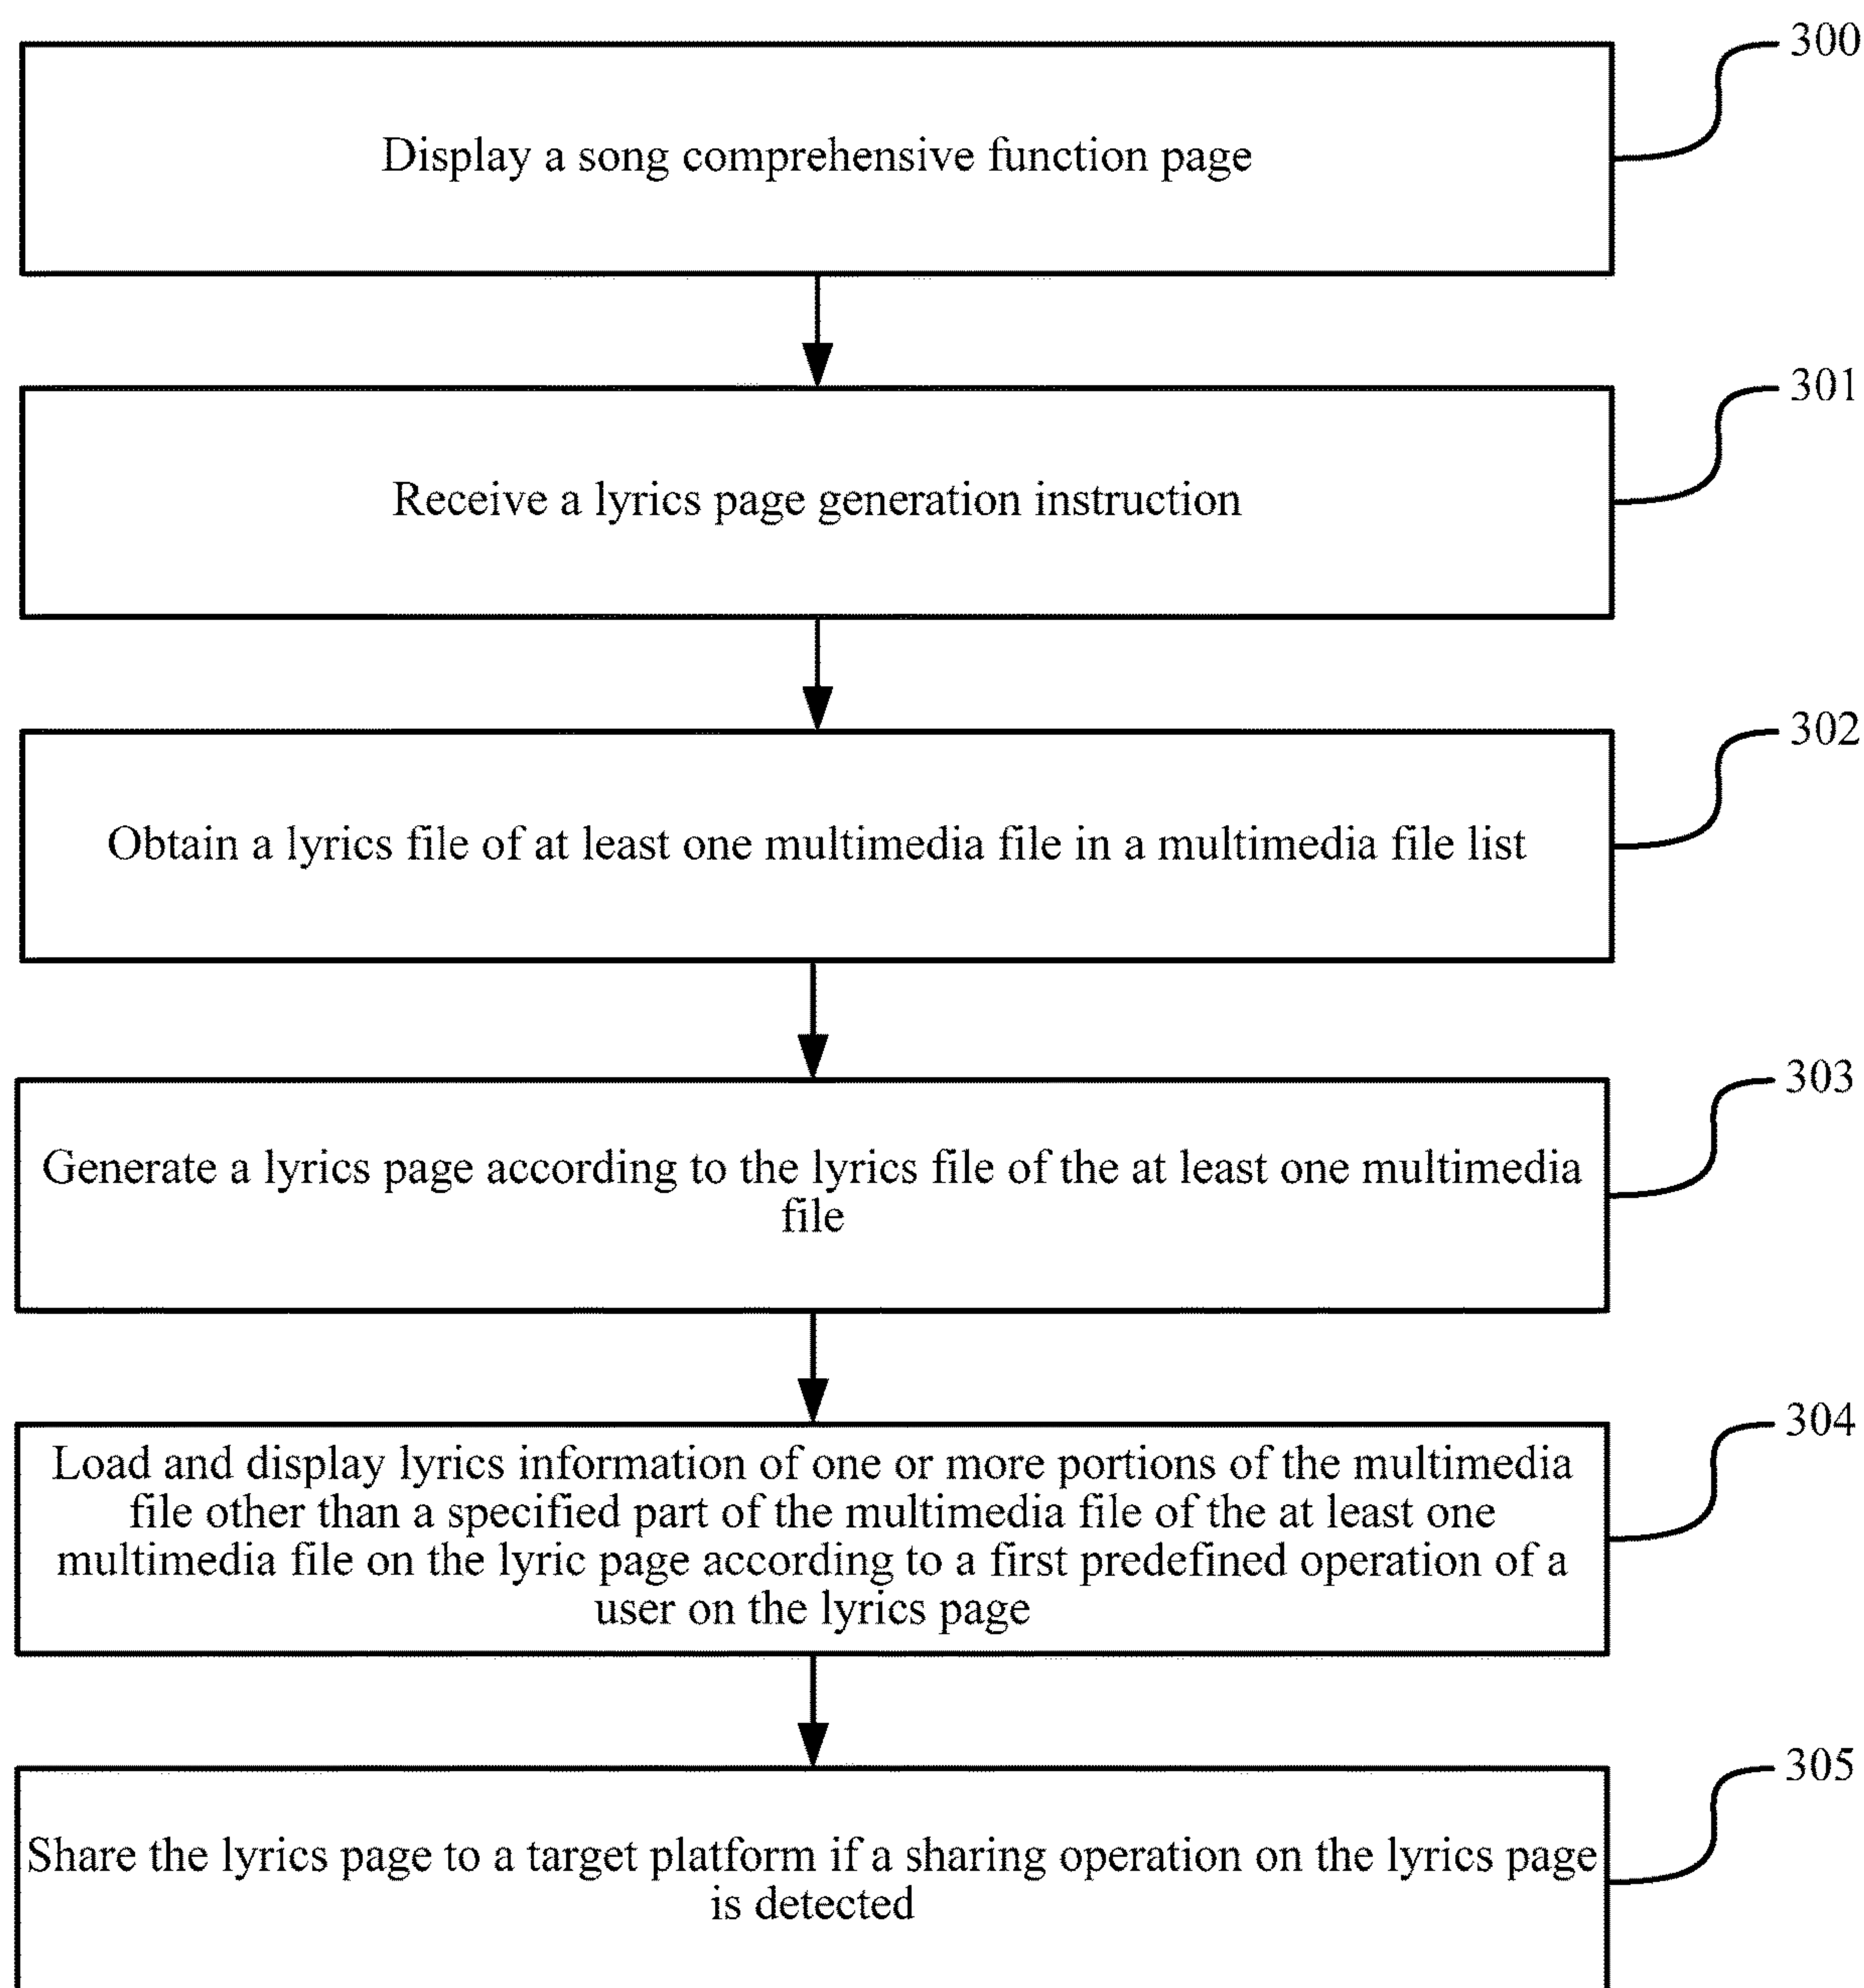 300
Display a song comprehensive function page
301
Receive a lyrics page generation instruction
302
Obtain a lyrics file of at least one multimedia file in a multimedia file list
303
Generate a lyrics page according to the lyrics file of the at least one multimedia
file
304
Load and display lyrics information of one or more portions of the multimedia
file other than a specified part of the multimedia file of the at least one
multimedia file on the lyric page according to a first predefined operation of a
user on the lyrics page
305
Share the lyrics page to a target platform if a sharing operation on the lyrics page
is detected